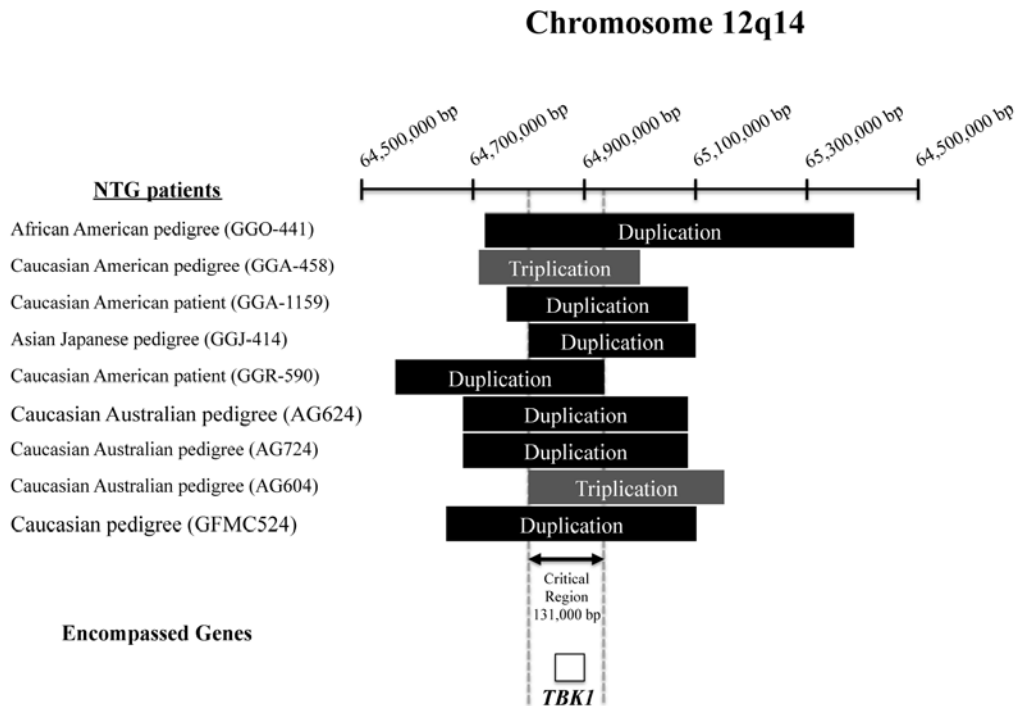 Chromosome 12q14
64,500,000 bp
64,700,000 bp
64,900,000 bp
65,100,000 bp
65,300,000 bp
64,500,000 bp
NTG patients
African American pedigree (GGO-441)
Duplication
Caucasian American pedigree (GGA-458)
Triplication
Caucasian American patient (GGA-1159)
Duplication
Asian Japanese pedigree (GGJ-414)
Duplication
Caucasian American patient (GGR-590)
Duplication
Caucasian Australian pedigree (AG624)
Duplication
Caucasian Australian pedigree (AG724)
Duplication
Caucasian Australian pedigree (AG604)
Triplication
Caucasian pedigree (GFMC524)
Duplication
Critical
Region
131,000 bp
Encompassed Genes
TBK1